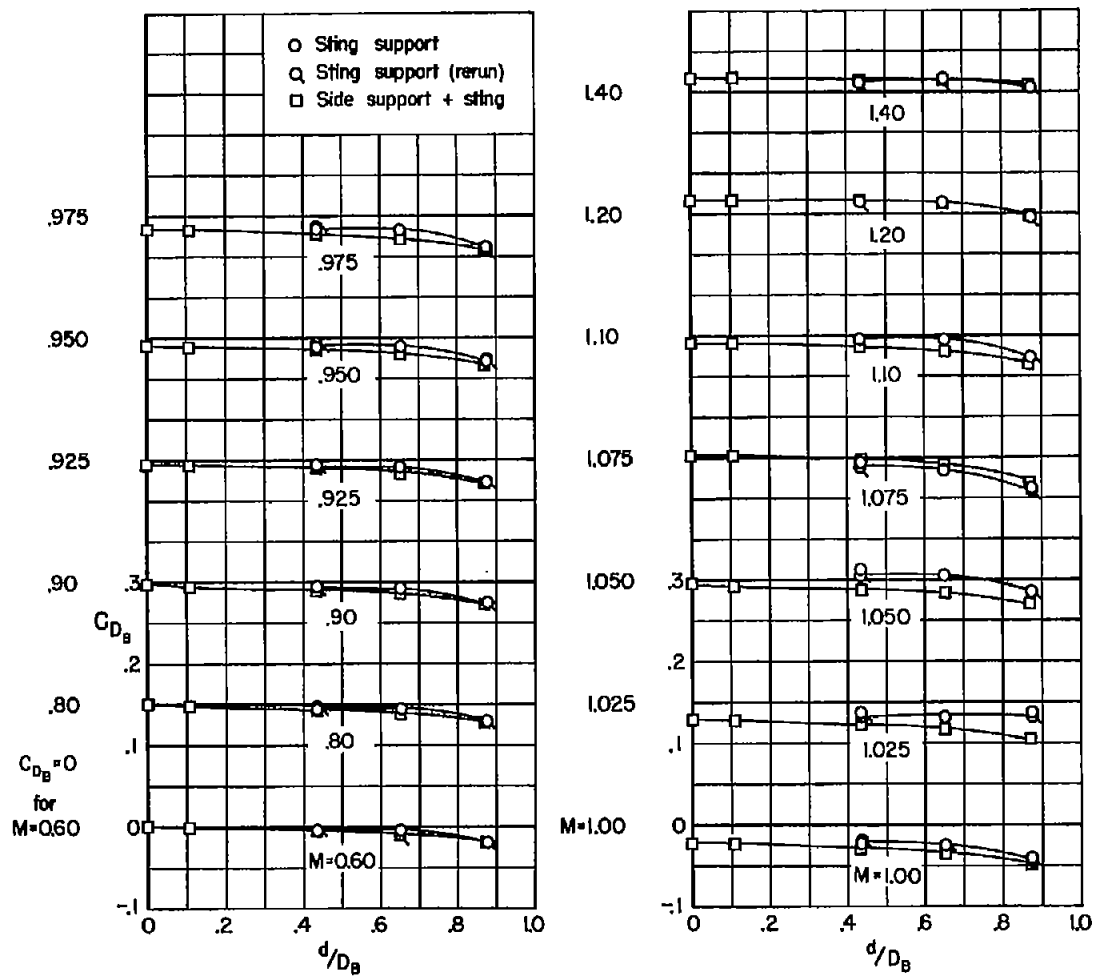 O Sting support
O Sting support (rerun)
□ Side support + sting
.975
.975
.950
.950
.925
.925
.90
.3
.90
C_D_B
.2
.80
.80
.1
C_D_B=0
for
M=0.60
0
M=0.60
-.1
0 .2 .4 .6 .8 1.0
d/D_B
1.40
1.40
1.20
1.20
1.10
1.10
1.075
1.075
1.050
.3
1.050
.2
1.025
.1
1.025
M=1.00
0
M=1.00
-.1
0 .2 .4 .6 .8 1.0
d/D_B